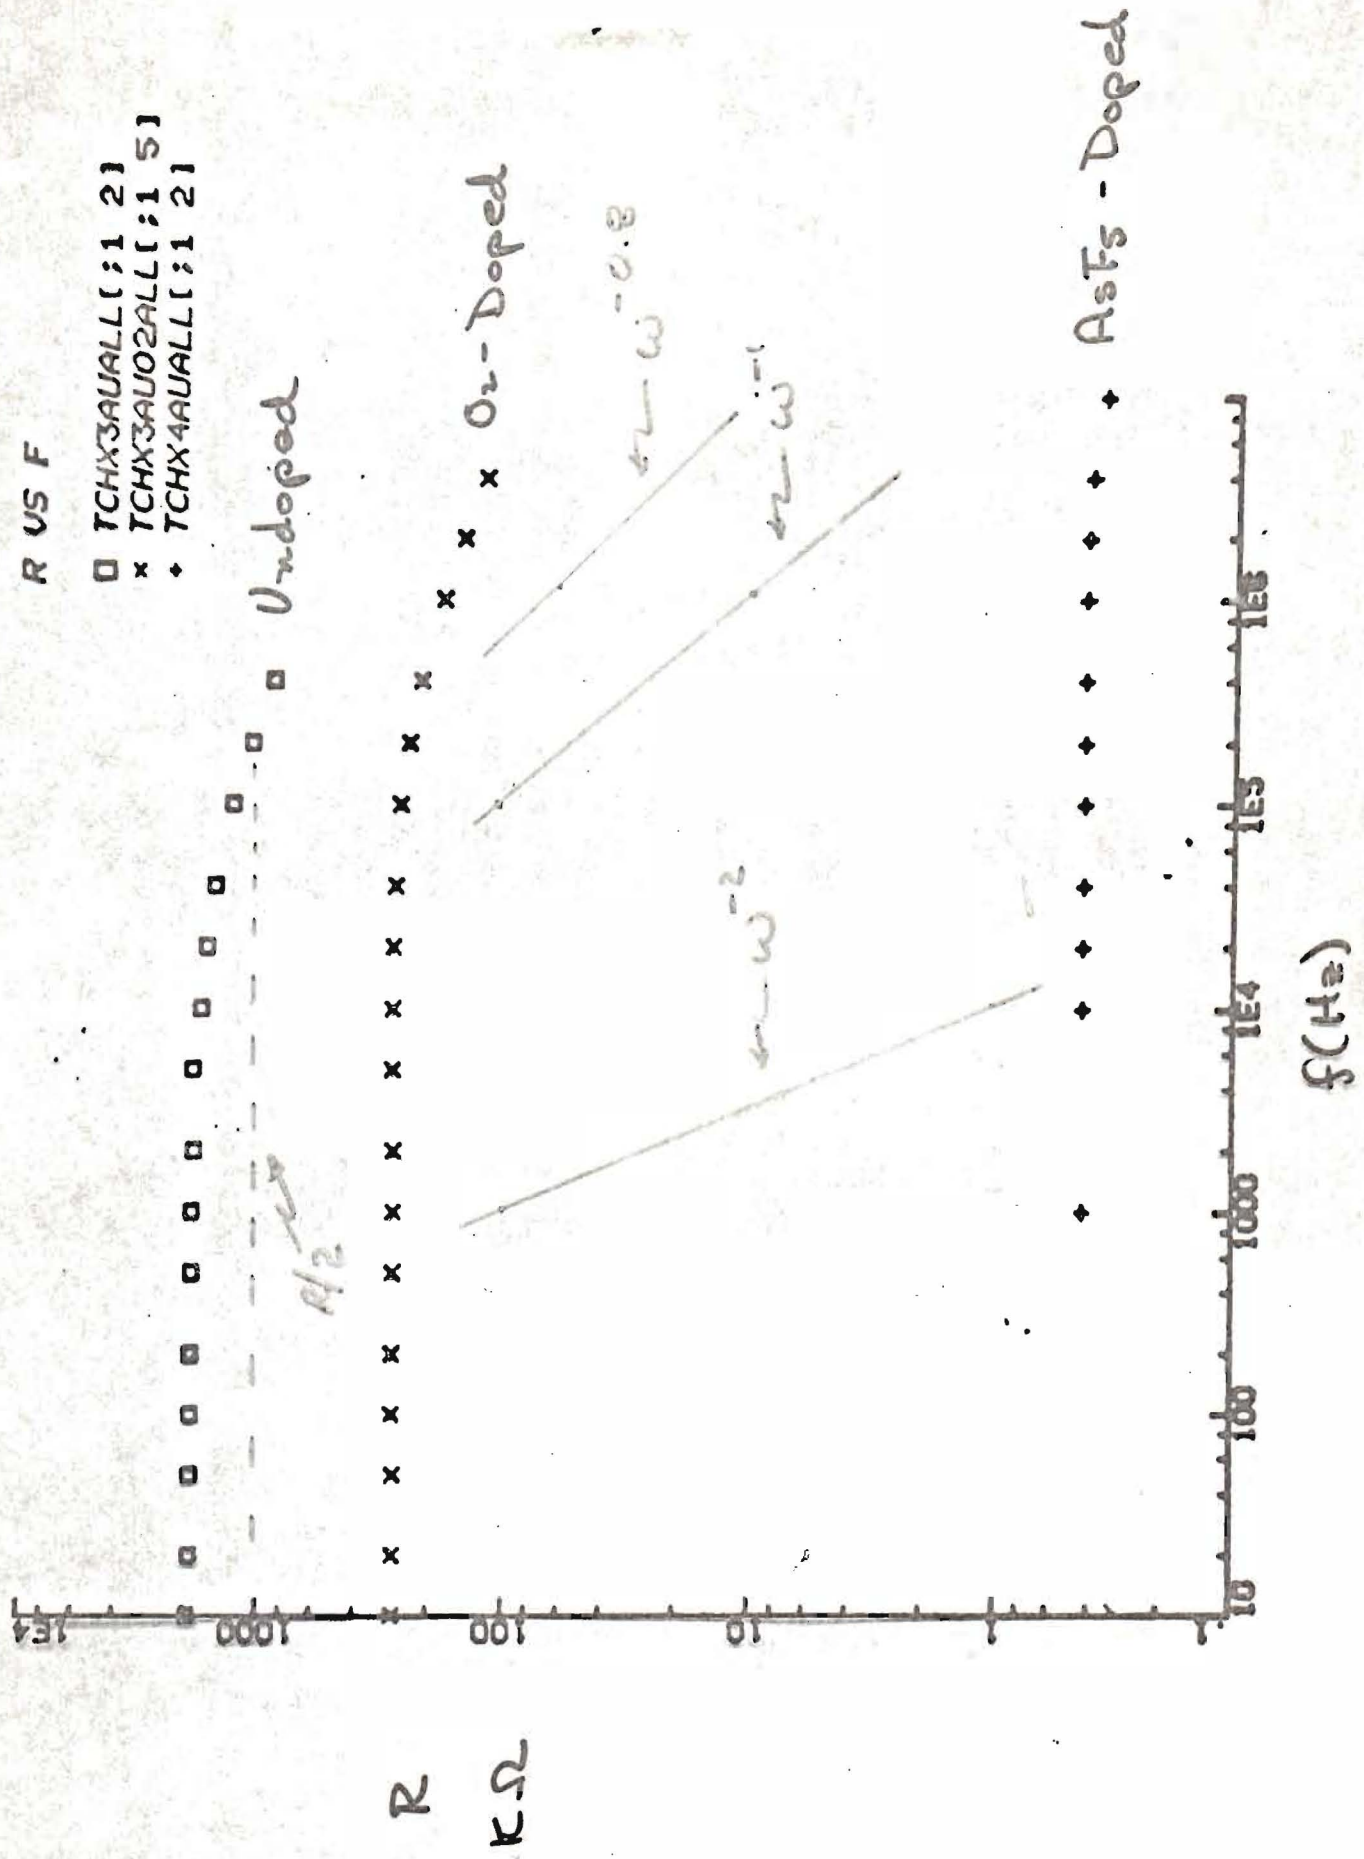 R VS F
□ TCHX3AUALL[;1 2]
× TCHX3AUO2ALL[;1 5]
+ TCHX4AUALL[;1 2]
Undoped
O₂-Doped
← ~ ω^-0.8
← ~ ω^-1
← ~ ω^-2
R/2
AsF₅-Doped
R
KΩ
1E4
1000
100
10
1
.1
10
100
1000
1E4
1E5
1E6
f(Hz)